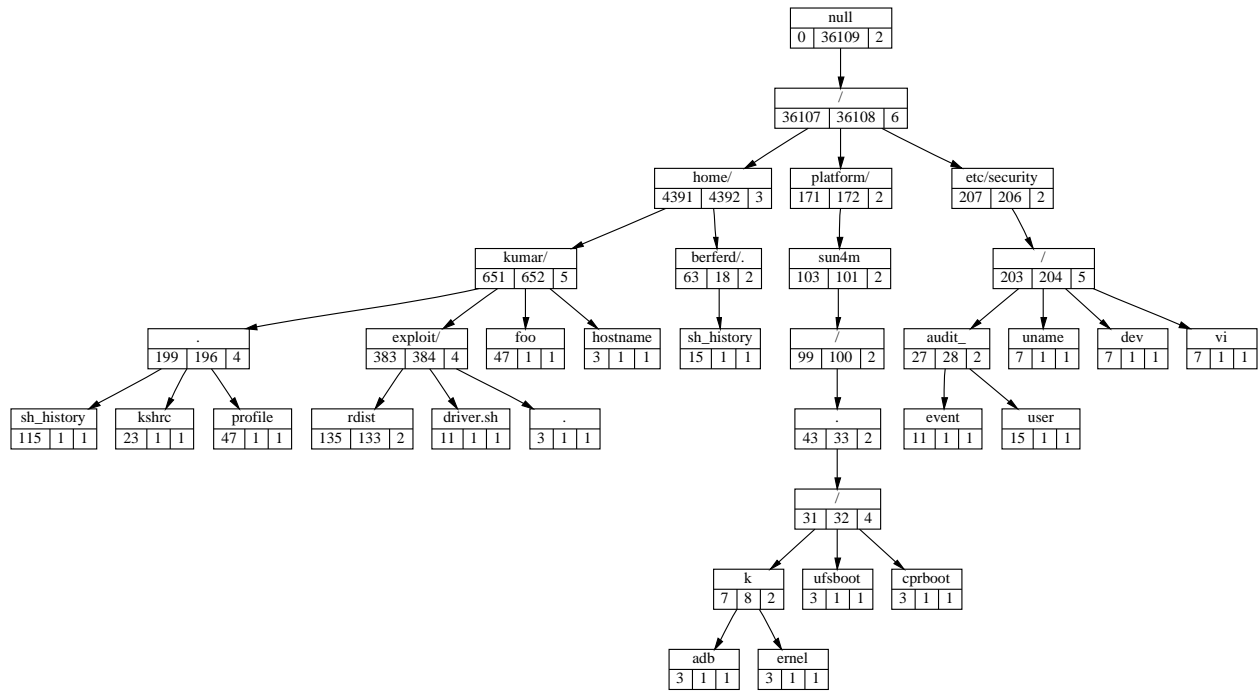 null
0 36109 2
/
36107 36108 6
home/ platform/ etc/security
4391 4392 3 171 172 2 207 206 2
kumar/ berferd/. sun4m /
651 652 5 63 18 2 103 101 2 203 204 5
. exploit/ foo hostname sh_history / audit_ uname dev vi
199 196 4 383 384 4 47 1 1 3 1 1 15 1 1 99 100 2 27 28 2 7 1 1 7 1 1 7 1 1
sh_history kshrc profile rdist driver.sh . . event user
115 1 1 23 1 1 47 1 1 135 133 2 11 1 1 3 1 1 43 33 2 11 1 1 15 1 1
/
31 32 4
k ufsboot cprboot
7 8 2 3 1 1 3 1 1
adb ernel
3 1 1 3 1 1